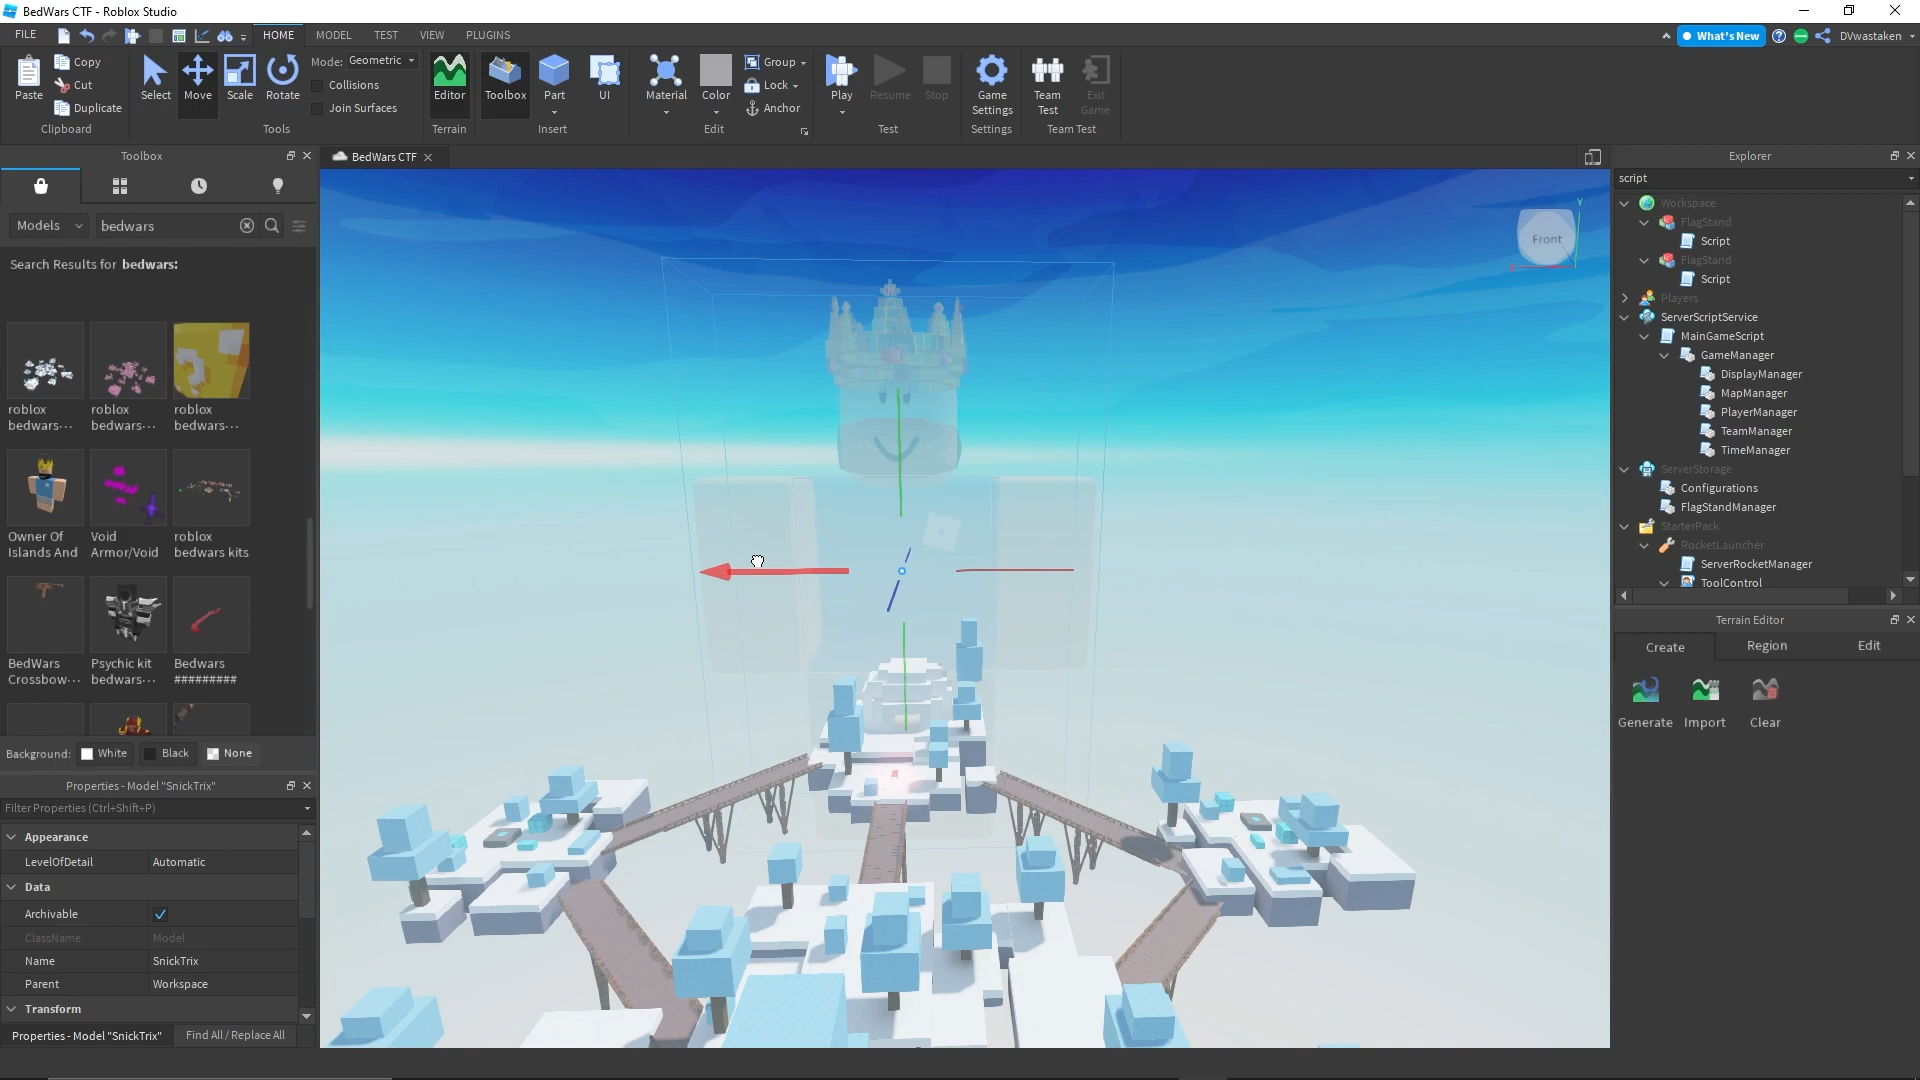 BedWars CTF - Roblox Studio
FILE
HOME
MODEL
TEST
VIEW
PLUGINS
What's New
DVwastaken
Paste
Copy
Cut
Duplicate
Clipboard
Select
Move
Scale
Rotate
Mode: Geometric
Collisions
Join Surfaces
Tools
Editor
Terrain
Toolbox
Part
UI
Insert
Material
Color
Group
Lock
Anchor
Edit
Play
Resume
Stop
Test
Game
Settings
Settings
Team
Test
Exit
Game
Team Test
Toolbox
Models
bedwars
Search Results for bedwars:
roblox
bedwars···
roblox
bedwars···
roblox
bedwars···
Owner Of
Islands And
Void
Armor/Void
roblox
bedwars kits
BedWars
Crossbow···
Psychic kit
bedwars···
Bedwars
#########
Background: White Black None
Properties - Model "SnickTrix"
Filter Properties (Ctrl+Shift+P)
Appearance
LevelOfDetail Automatic
Data
Archivable
ClassName Model
Name SnickTrix
Parent Workspace
Transform
Properties - Model "SnickTrix"
Find All / Replace All
BedWars CTF
Front
Y
Explorer
script
Workspace
FlagStand
Script
FlagStand
Script
Players
ServerScriptService
MainGameScript
GameManager
DisplayManager
MapManager
PlayerManager
TeamManager
TimeManager
ServerStorage
Configurations
FlagStandManager
StarterPack
RocketLauncher
ServerRocketManager
ToolControl
Terrain Editor
Create
Region
Edit
Generate
Import
Clear